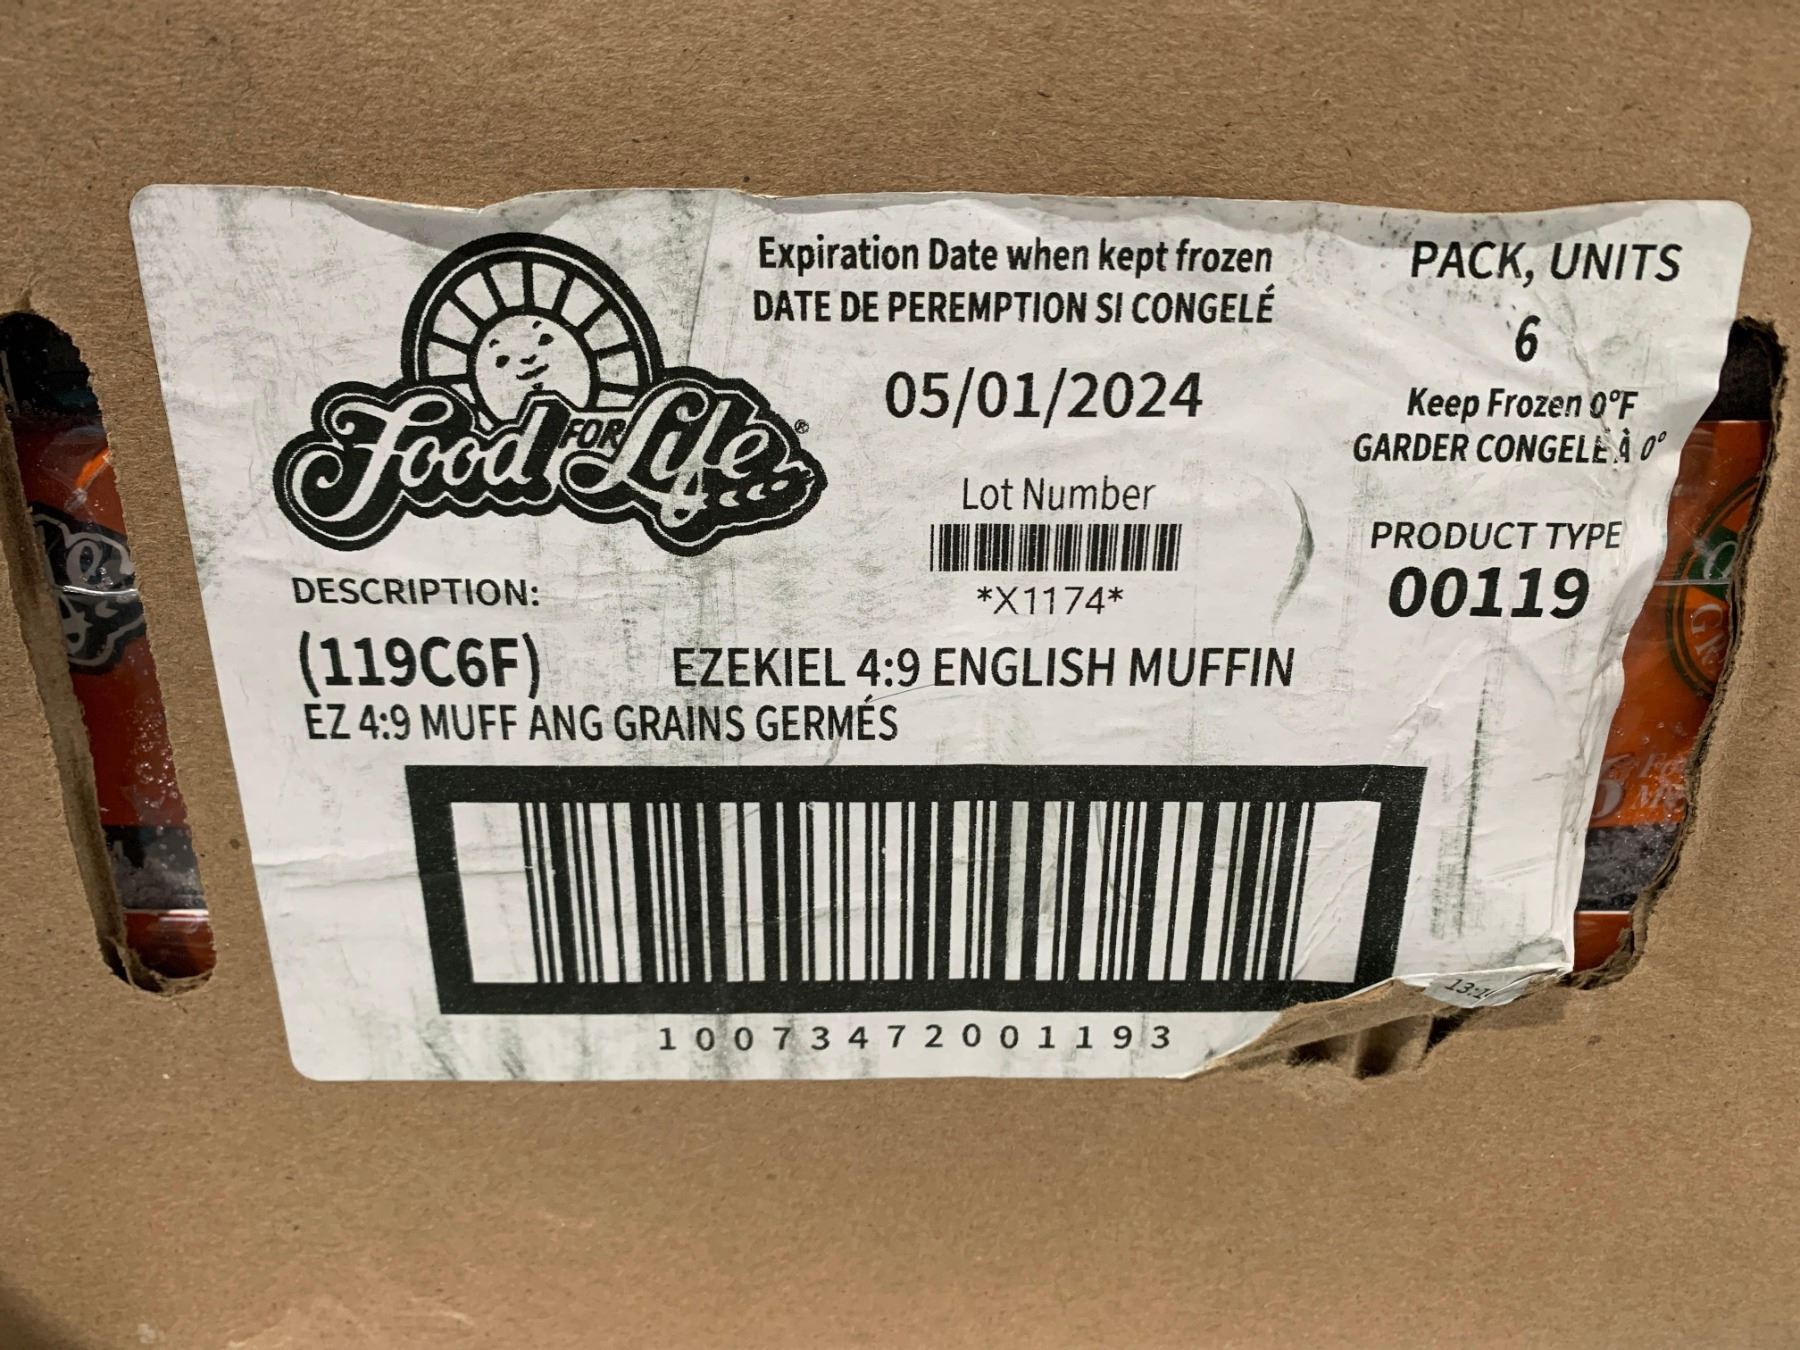 Food FOR Life®
Expiration Date when kept frozen
DATE DE PEREMPTION SI CONGELÉ
05/01/2024
Lot Number
*X1174*
PACK, UNITS
6
Keep Frozen 0°F
GARDER CONGELÉ À 0°
PRODUCT TYPE
00119
DESCRIPTION:
(119C6F) EZEKIEL 4:9 ENGLISH MUFFIN
EZ 4:9 MUFF ANG GRAINS GERMÉS
10073472001193